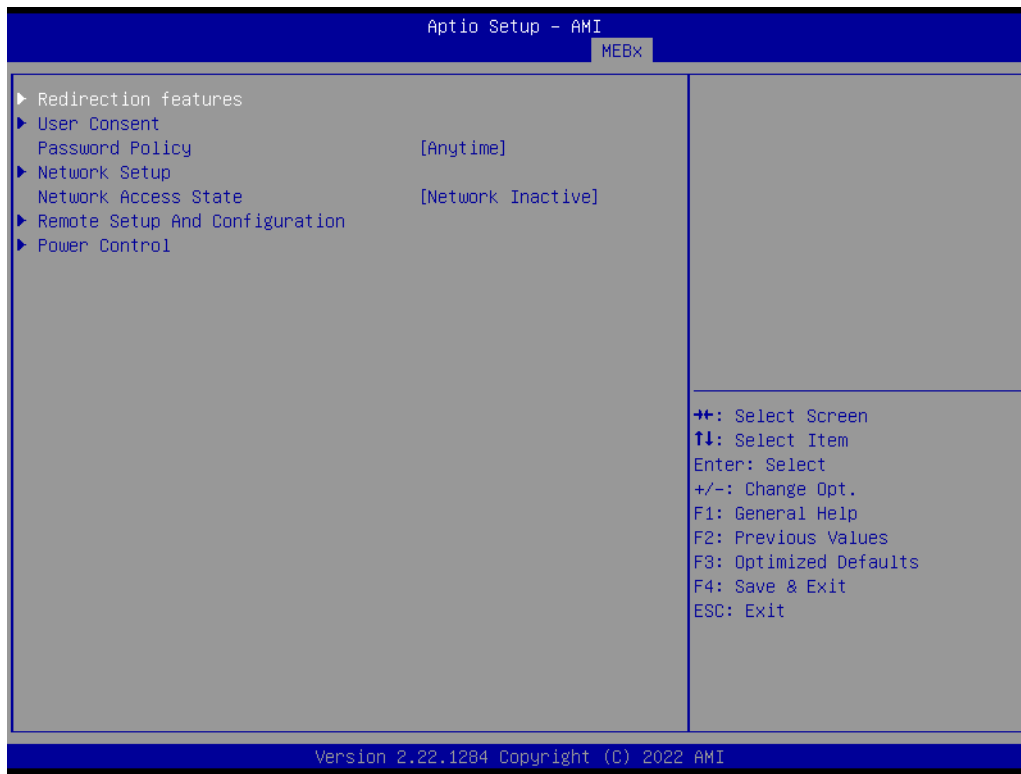 Aptio Setup – AMI
MEBx
Redirection features
User Consent
Password Policy [Anytime]
Network Setup
Network Access State [Network Inactive]
Remote Setup And Configuration
Power Control
→←: Select Screen
↑↓: Select Item
Enter: Select
+/-: Change Opt.
F1: General Help
F2: Previous Values
F3: Optimized Defaults
F4: Save & Exit
ESC: Exit
Version 2.22.1284 Copyright (C) 2022 AMI